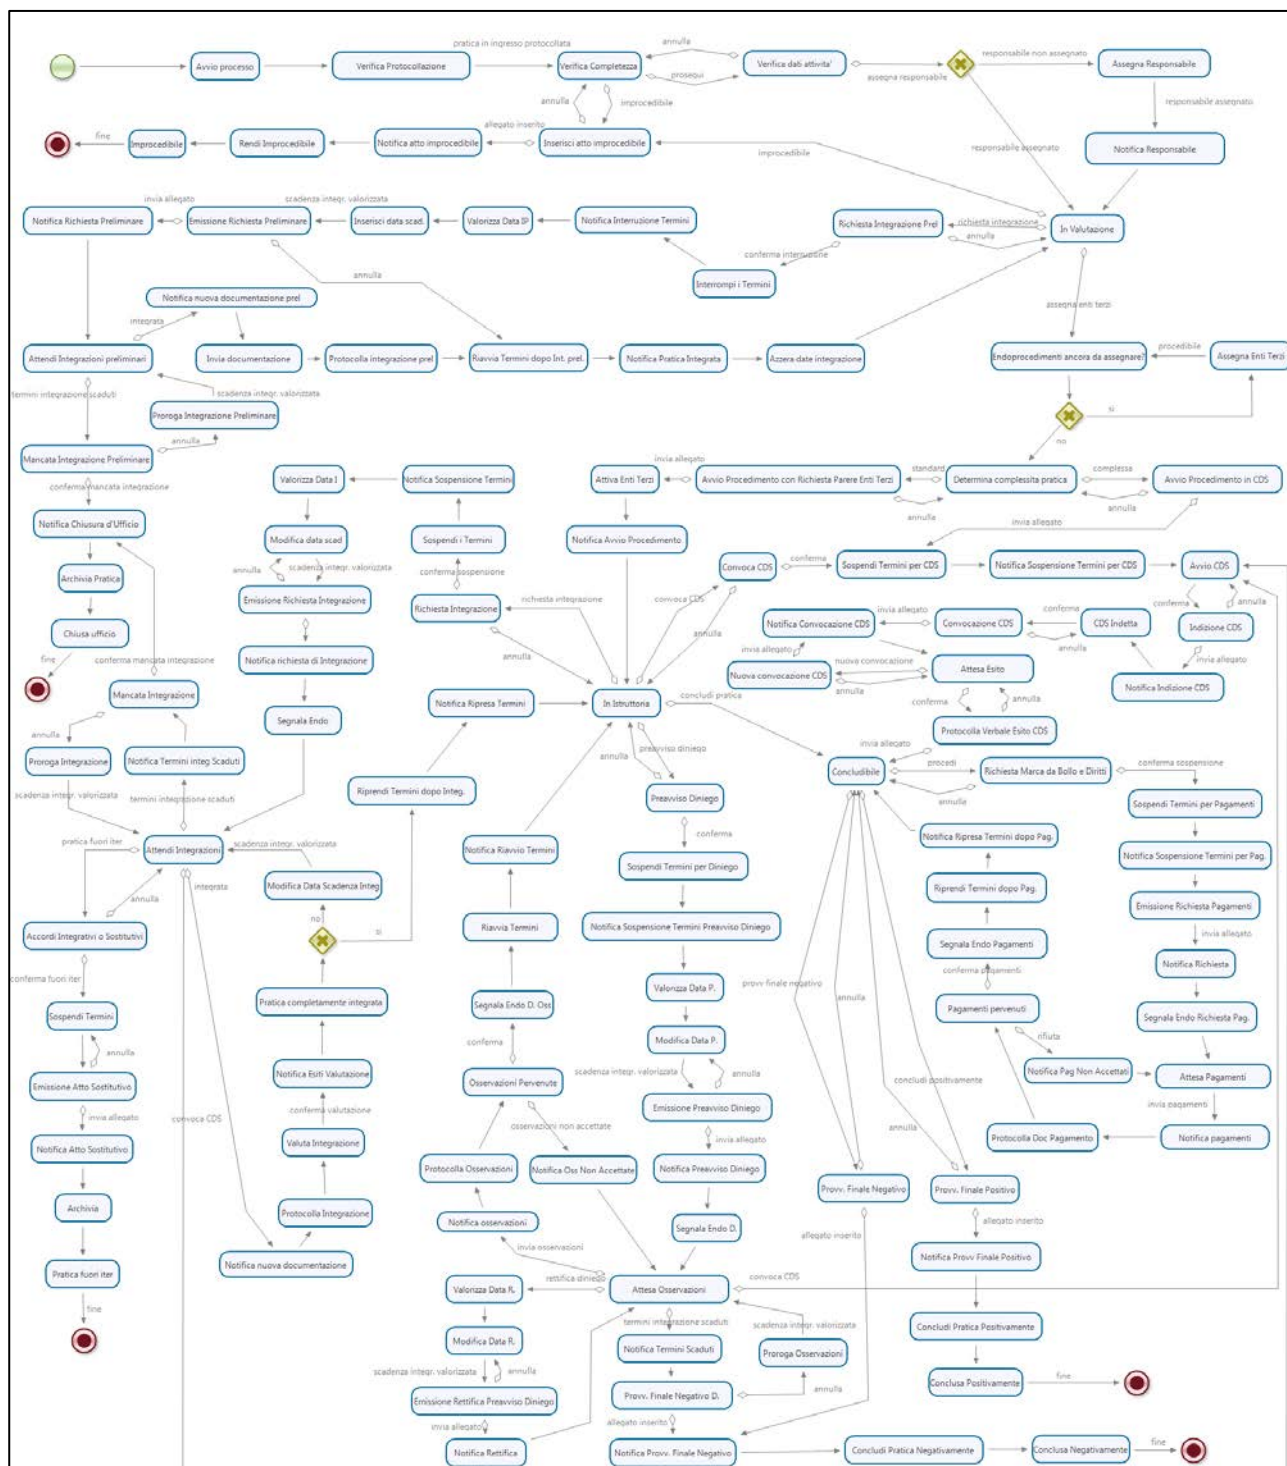 pratica in ingresso protocollata
annulla
responsabile non assegnato
Avvio processo
Verifica Protocollazione
Verifica Completezza
prosequi
Verifica dati attivita'
assegna responsabile
Assegna Responsabile
annulla
improcedibile
responsabile assegnato
fine
Improcedibile
Rendi Improcedibile
Notifica atto improcedibile
allegato inserito
Inserisci atto improcedibile
improcedibile
responsabile assegnato
Notifica Responsabile
invia allegato
scadenza integr. valorizzata
Notifica Richiesta Preliminare
Emissione Richiesta Preliminare
Inserisci data scad.
Valorizza Data IP
Notifica Interruzione Termini
Richiesta Integrazione Prel
richiesta integrazione
annulla
In Valutazione
conferma interruzione
Interrompi i Termini
annulla
Notifica nuova documentazione prel
integrata
assegna enti terzi
Attendi Integrazioni preliminari
Invia documentazione
Protocolla integrazione prel
Riavvia Termini dopo Int. prel.
Notifica Pratica Integrata
Azzera date integrazione
Endoprocedimenti ancora da assegnare?
procedibile
Assegna Enti Terzi
termini integrazione scaduti
scadenza integr. valorizzata
Proroga Integrazione Preliminare
si
no
annulla
Mancata Integrazione Preliminare
conferma mancata integrazione
Valorizza Data I
Notifica Sospensione Termini
invia allegato
Attiva Enti Terzi
Avvio Procedimento con Richiesta Parere Enti Terzi
standard
annulla
Determina complessita pratica
complessa
annulla
Avvio Procedimento in CDS
Notifica Chiusura d'Ufficio
Modifica data scad
Sospendi i Termini
Notifica Avvio Procedimento
invia allegato
annulla
scadenza integr. valorizzata
conferma sospensione
Convoca CDS
conferma
Sospendi Termini per CDS
Notifica Sospensione Termini per CDS
Avvio CDS
Archivia Pratica
Emissione Richiesta Integrazione
Richiesta Integrazione
richiesta integrazione
convoca CDS
conferma
annulla
Chiusa ufficio
annulla
annulla
Notifica Convocazione CDS
invia allegato
Convocazione CDS
conferma
annulla
CDS Indetta
Indizione CDS
invia allegato
fine
conferma mancata integrazione
Notifica richiesta di Integrazione
invia allegato
Nuova convocazione CDS
nuova convocazione
annulla
Attesa Esito
Notifica Indizione CDS
Mancata Integrazione
Segnala Endo
Notifica Ripresa Termini
In Istruttoria
concludi pratica
conferma
annulla
Protocolla Verbale Esito CDS
annulla
Proroga Integrazione
Notifica Termini integ Scaduti
preavviso diniego
annulla
invia allegato
Concludibile
procedi
annulla
Richiesta Marca da Bollo e Diritti
conferma sospensione
scadenza integr. valorizzata
termini integrazione scaduti
Riprendi Termini dopo Integ.
Preavviso Diniego
Sospendi Termini per Pagamenti
pratica fuori iter
Attendi Integrazioni
scadenza integr. valorizzata
conferma
Notifica Ripresa Termini dopo Pag.
Notifica Riavvio Termini
Sospendi Termini per Diniego
Notifica Sospensione Termini per Pag.
annulla
integrata
Modifica Data Scadenza Integ
Riprendi Termini dopo Pag.
Emissione Richiesta Pagamenti
no
si
Accordi Integrativi o Sostitutivi
Riavvia Termini
Notifica Sospensione Termini Preavviso Diniego
Segnala Endo Pagamenti
invia allegato
Notifica Richiesta
conferma fuori iter
conferma pagamenti
provv finale negativo
annulla
Sospendi Termini
Pratica completamente integrata
Segnala Endo D. Oss
Valorizza Data P.
Pagamenti pervenuti
Segnala Endo Richiesta Pag.
annulla
conferma
Modifica Data P.
rifiuta
Emissione Atto Sostitutivo
Notifica Esiti Valutazione
Osservazioni Pervenute
scadenza integr. valorizzata
annulla
Notifica Pag Non Accettati
Attesa Pagamenti
invia allegato
convoca CDS
conferma valutazione
Emissione Preavviso Diniego
concludi positivamente
invia pagamenti
osservazioni non accettate
Notifica Atto Sostitutivo
Valuta Integrazione
invia allegato
annulla
Protocolla Doc Pagamento
Notifica pagamenti
Protocolla Osservazioni
Notifica Oss Non Accettate
Notifica Preavviso Diniego
Provv. Finale Negativo
Provv. Finale Positivo
Archivia
Protocolla Integrazione
Notifica osservazioni
Segnala Endo D.
allegato inserito
allegato inserito
invia osservazioni
Notifica Provv Finale Positivo
Pratica fuori iter
Notifica nuova documentazione
rettifica diniego
convoca CDS
Valorizza Data R.
Attesa Osservazioni
fine
termini integrazione scaduti
scadenza integr. valorizzata
Concludi Pratica Positivamente
Modifica Data R.
Notifica Termini Scaduti
Proroga Osservazioni
scadenza integr. valorizzata
annulla
Conclusa Positivamente
fine
Emissione Rettifica Preavviso Diniego
Provv. Finale Negativo D.
annulla
invia allegato
allegato inserito
Notifica Rettifica
Notifica Provv. Finale Negativo
Concludi Pratica Negativamente
Conclusa Negativamente
fine